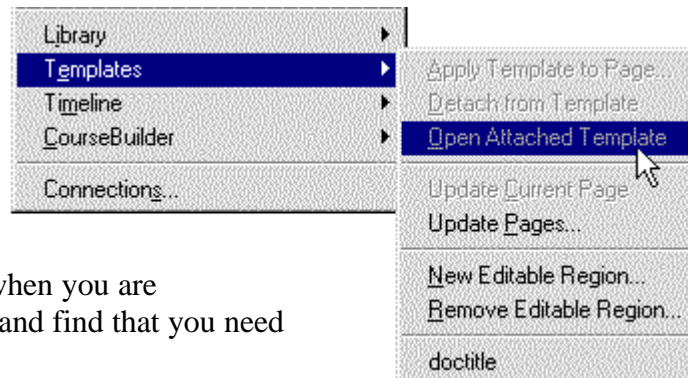 Library
Templates
Timeline
CourseBuilder
Connections...
Apply Template to Page...
Detach from Template
Open Attached Template
Update Current Page
Update Pages...
New Editable Region...
Remove Editable Region...
doctitle
when you are
and find that you need